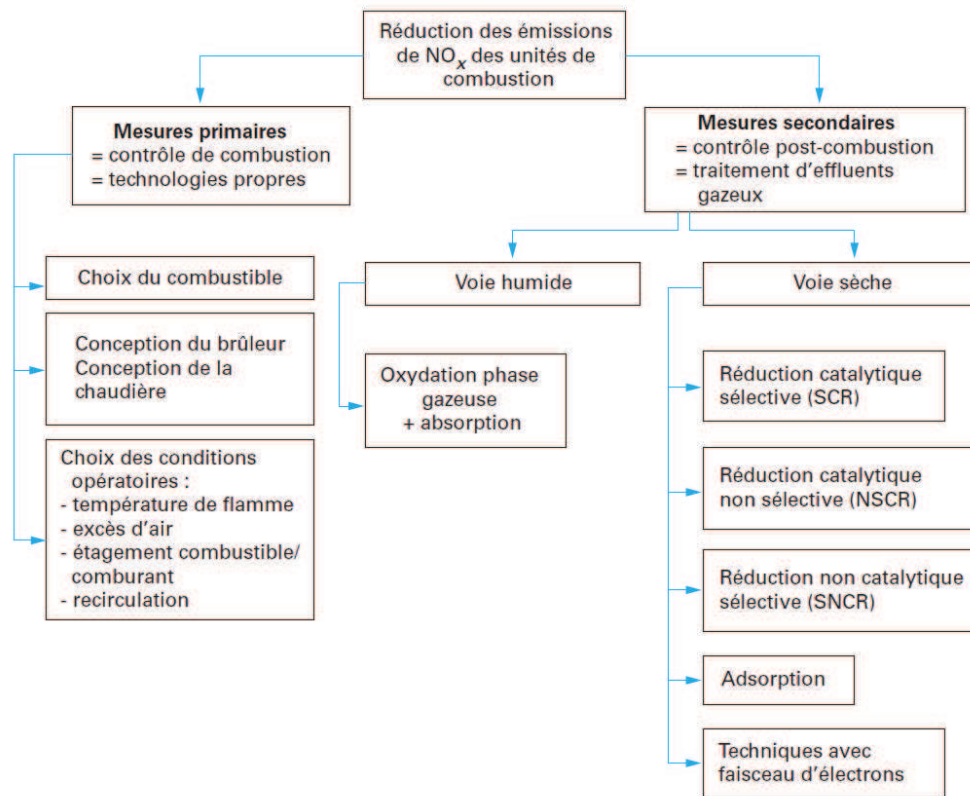 Réduction des émissions
de NOx des unités de
combustion
Mesures primaires
= contrôle de combustion
= technologies propres
Mesures secondaires
= contrôle post-combustion
= traitement d'effluents
gazeux
Choix du combustible
Conception du brûleur
Conception de la
chaudière
Choix des conditions
opératoires :
- température de flamme
- excès d'air
- étagement combustible/
comburant
- recirculation
Voie humide
Oxydation phase
gazeuse
+ absorption
Voie sèche
Réduction catalytique
sélective (SCR)
Réduction catalytique
non sélective (NSCR)
Réduction non catalytique
sélective (SNCR)
Adsorption
Techniques avec
faisceau d'électrons